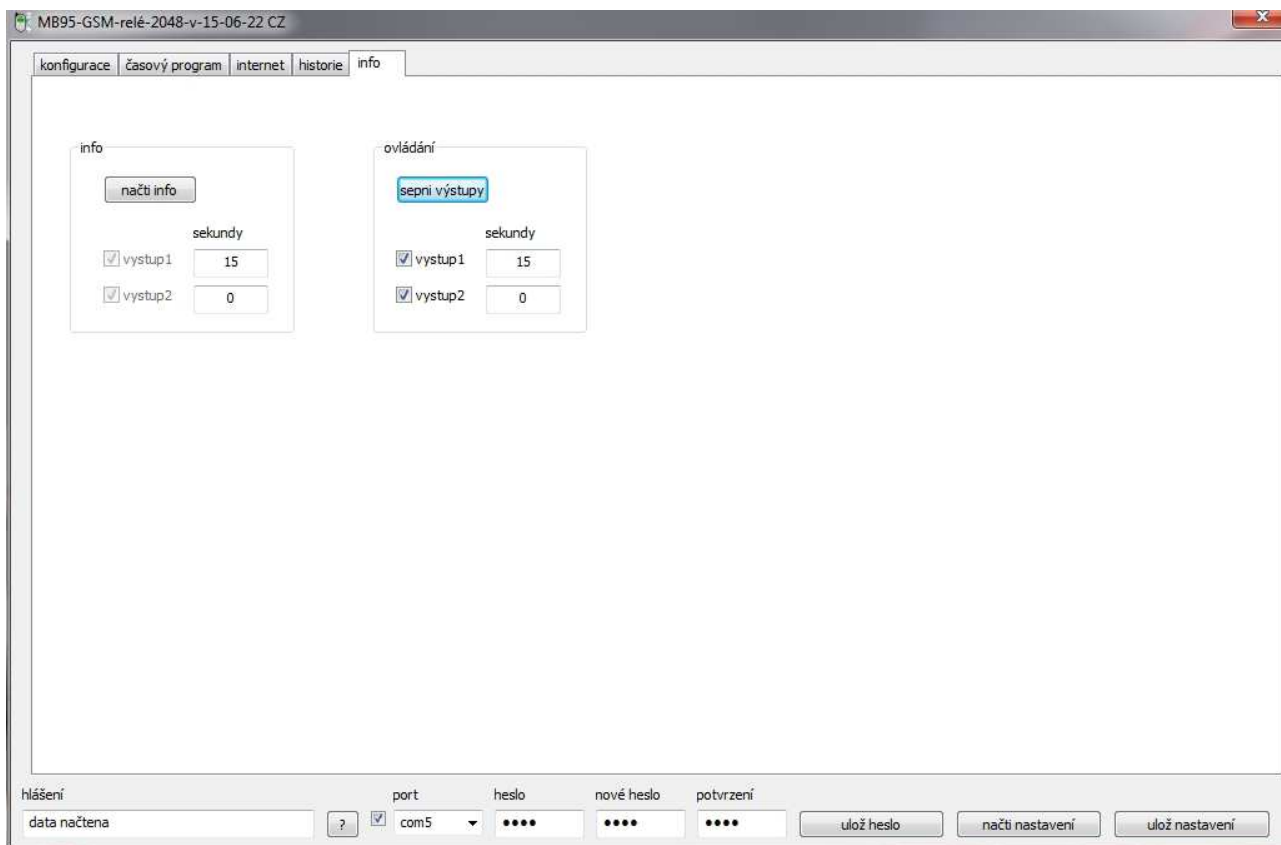 MB95-GSM-relé-2048-v-15-06-22 CZ
konfigurace časový program internet historie info
info
načti info
sekundy
vystup1 15
vystup2 0
ovládání
sepni výstupy
sekundy
vystup1 15
vystup2 0
hlášení port heslo nové heslo potvrzení
data načtena ? com5 •••• •••• •••• ulož heslo načti nastavení ulož nastavení